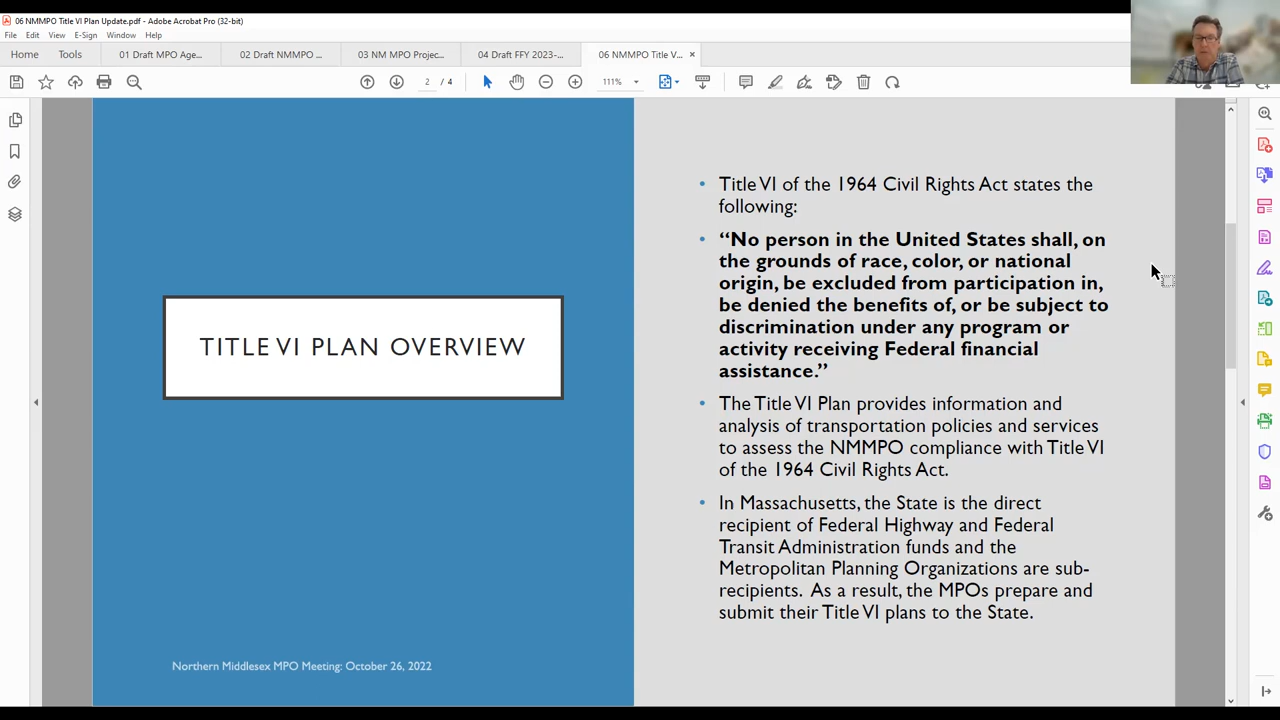 06 NMMPO Title VI Plan Update.pdf - Adobe Acrobat Pro (32-bit)
File Edit View E-Sign Window Help
Home Tools 01 Draft MPO Age... 02 Draft NMMPO ... 03 NM MPO Projec... 04 Draft FFY 2023-... 06 NMMPO Title V... ×
2 / 4 111%
TITLE VI PLAN OVERVIEW
Northern Middlesex MPO Meeting: October 26, 2022
• Title VI of the 1964 Civil Rights Act states the
following:
• “No person in the United States shall, on
the grounds of race, color, or national
origin, be excluded from participation in,
be denied the benefits of, or be subject to
discrimination under any program or
activity receiving Federal financial
assistance.”
• The Title VI Plan provides information and
analysis of transportation policies and services
to assess the NMMPO compliance with Title VI
of the 1964 Civil Rights Act.
• In Massachusetts, the State is the direct
recipient of Federal Highway and Federal
Transit Administration funds and the
Metropolitan Planning Organizations are sub-
recipients. As a result, the MPOs prepare and
submit their Title VI plans to the State.